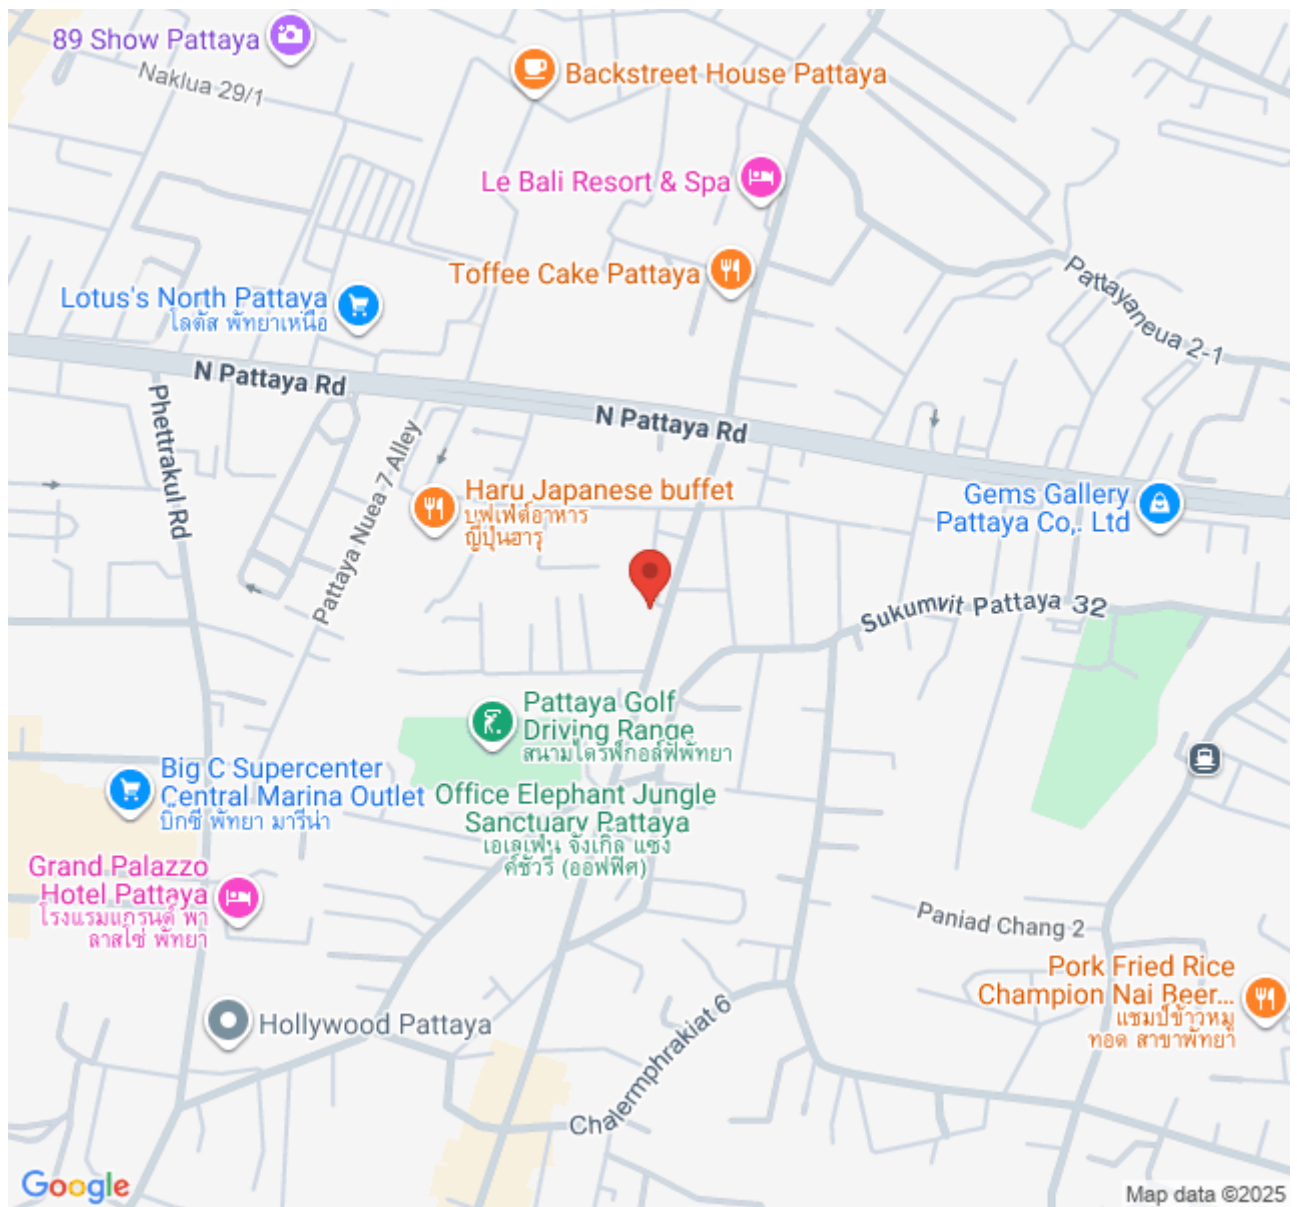 89 Show Pattaya
Naklua 29/1
Backstreet House Pattaya
Le Bali Resort & Spa
Toffee Cake Pattaya
Pattayaneua 2-1
Lotus's North Pattaya
โลตัส พัทยาเหนือ
N Pattaya Rd
N Pattaya Rd
Phettrakul Rd
Pattaya Nuea 7 Alley
Haru Japanese buffet
บุฟเฟ่ต์อาหาร
ญี่ปุ่นฮารุ
Gems Gallery
Pattaya Co,. Ltd
Sukumvit Pattaya 32
Pattaya Golf
Driving Range
สนามไดร์ฟกอล์ฟพัทยา
Big C Supercenter
Central Marina Outlet
บิ๊กซี พัทยา มารีน่า
Office Elephant Jungle
Sanctuary Pattaya
เอเลเฟ่น จังเกิ้ล แซง
ค์ชัวรี่ (ออฟฟิศ)
Grand Palazzo
Hotel Pattaya
โรงแรมแกรนด์ พา
ลาสโซ่ พัทยา
Paniad Chang 2
Pork Fried Rice
Champion Nai Beer...
แชมป์ข้าวหมู
ทอด สาขาพัทยา
Hollywood Pattaya
Chalermphrakiat 6
Google
Map data ©2025